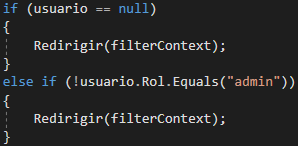 if (usuario == null)
{
    Redirigir(filterContext);
}
else if (!usuario.Rol.Equals("admin"))
{
    Redirigir(filterContext);
}